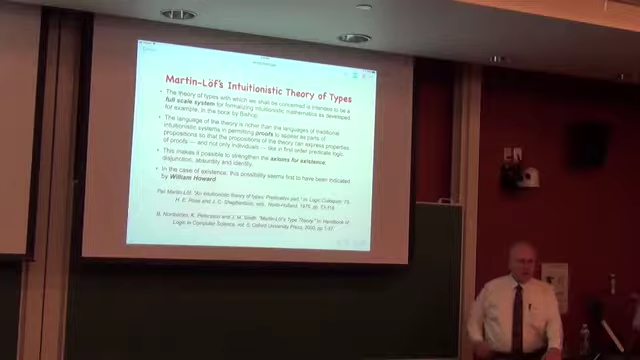 Martin-Löf's Intuitionistic Theory of Types
• The theory of types with which we shall be concerned is intended to be a
full scale system for formalizing intuitionistic mathematics as developed,
for example, in the book by Bishop.
• The language of the theory is richer than the languages of traditional
intuitionistic systems in permitting proofs to appear as parts of
propositions so that the propositions of the theory can express properties
of proofs — and not only individuals — like in first order predicate logic.
• This makes it possible to strengthen the axioms for existence,
disjunction, absurdity and identity.
• In the case of existence, this possibility seems first to have been indicated
by William Howard
Per Martin-Löf. "An intuitionistic theory of types: Predicative part." In: Logic Colloquium '73,
H. E. Rose and J. C. Shepherdson, eds., North-Holland, 1975, pp. 73-118.
B. Nordström, K. Petersson and J. M. Smith. "Martin-Löf's Type Theory." In: Handbook of
Logic in Computer Science, vol. 5, Oxford University Press, 2000, pp. 1-37.